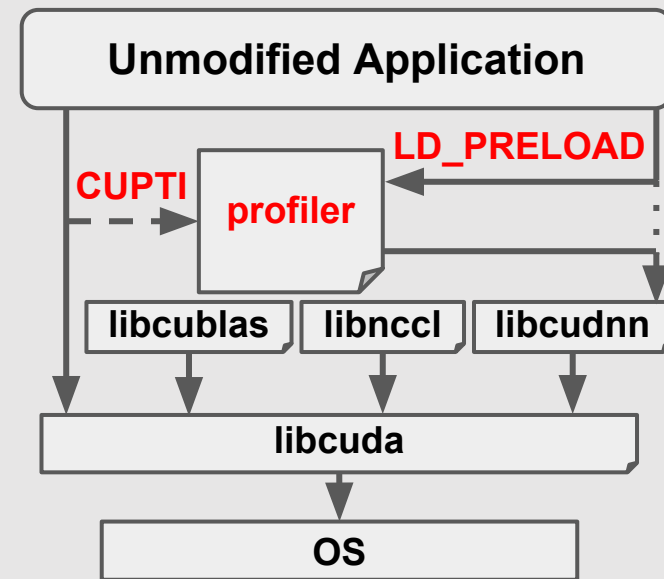 Unmodified Application
LD_PRELOAD
CUPTI
profiler
libcublas
libnccl
libcudnn
libcuda
OS